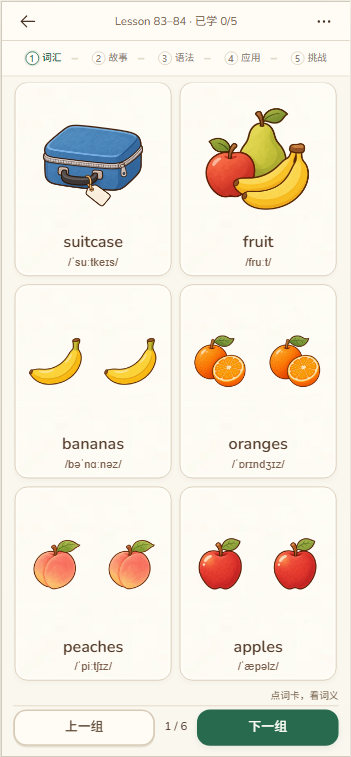 Lesson 83–84 · 已学 0/5
1 词汇 – 2 故事 – 3 语法 – 4 应用 – 5 挑战
suitcase
/ˈsuːtkeɪs/
fruit
/fruːt/
bananas
/bəˈnɑːnəz/
oranges
/ˈɒrɪndʒɪz/
peaches
/ˈpiːtʃɪz/
apples
/ˈæpəlz/
点词卡，看词义
上一组
1 / 6
下一组